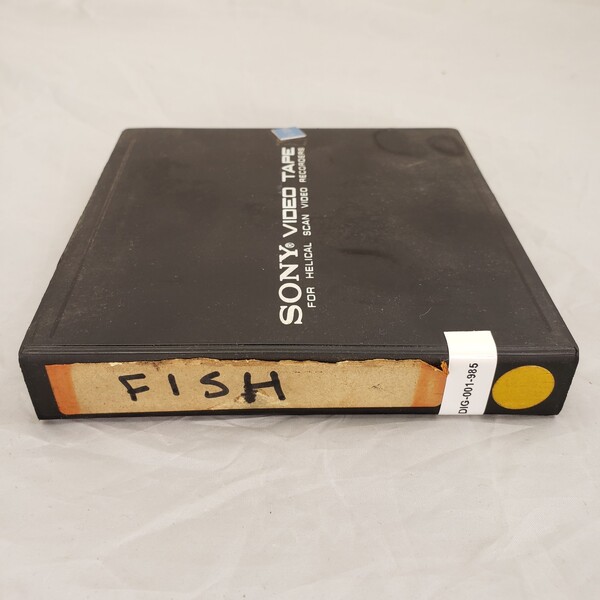 SONY® VIDEO TAPE
FOR HELICAL SCAN VIDEO RECORDERS
FISH
DIG-001-985